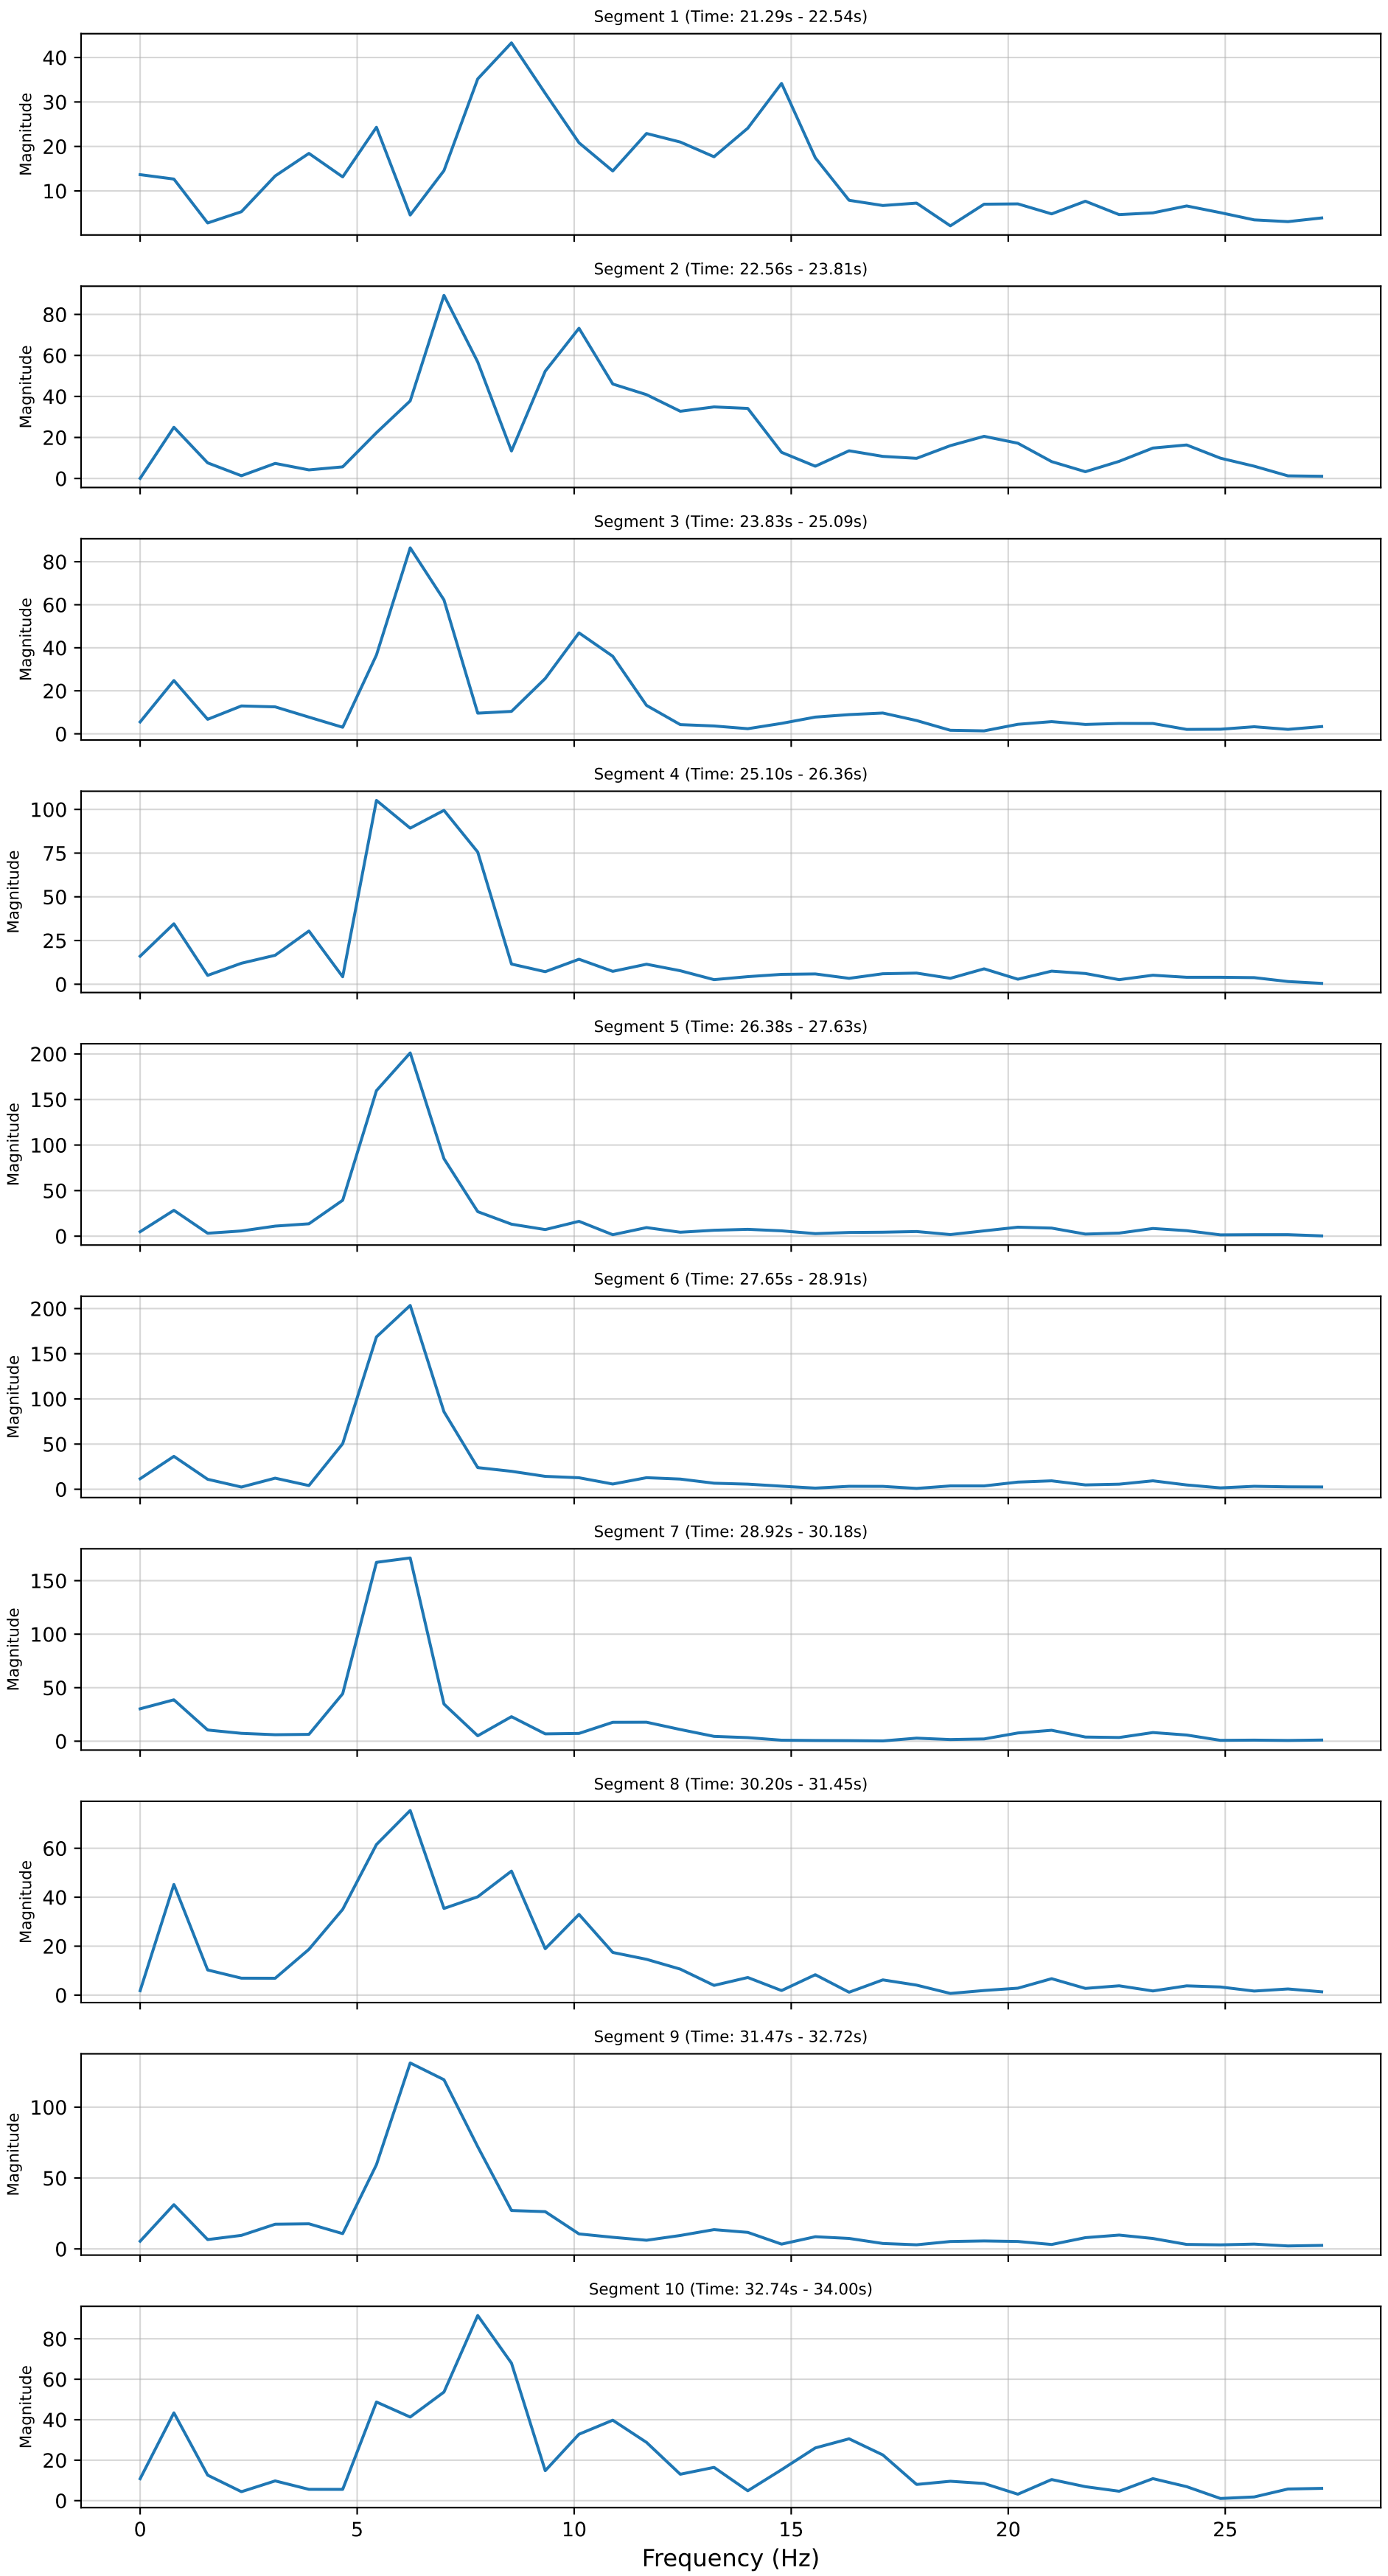 Segment 1 (Time: 21.29s - 22.54s)
Magnitude
40
30
20
10
Segment 2 (Time: 22.56s - 23.81s)
Magnitude
80
60
40
20
0
Segment 3 (Time: 23.83s - 25.09s)
Magnitude
80
60
40
20
0
Segment 4 (Time: 25.10s - 26.36s)
Magnitude
100
75
50
25
0
Segment 5 (Time: 26.38s - 27.63s)
Magnitude
200
150
100
50
0
Segment 6 (Time: 27.65s - 28.91s)
Magnitude
200
150
100
50
0
Segment 7 (Time: 28.92s - 30.18s)
Magnitude
150
100
50
0
Segment 8 (Time: 30.20s - 31.45s)
Magnitude
60
40
20
0
Segment 9 (Time: 31.47s - 32.72s)
Magnitude
100
50
0
Segment 10 (Time: 32.74s - 34.00s)
Magnitude
80
60
40
20
0
0 5 10 15 20 25
Frequency (Hz)